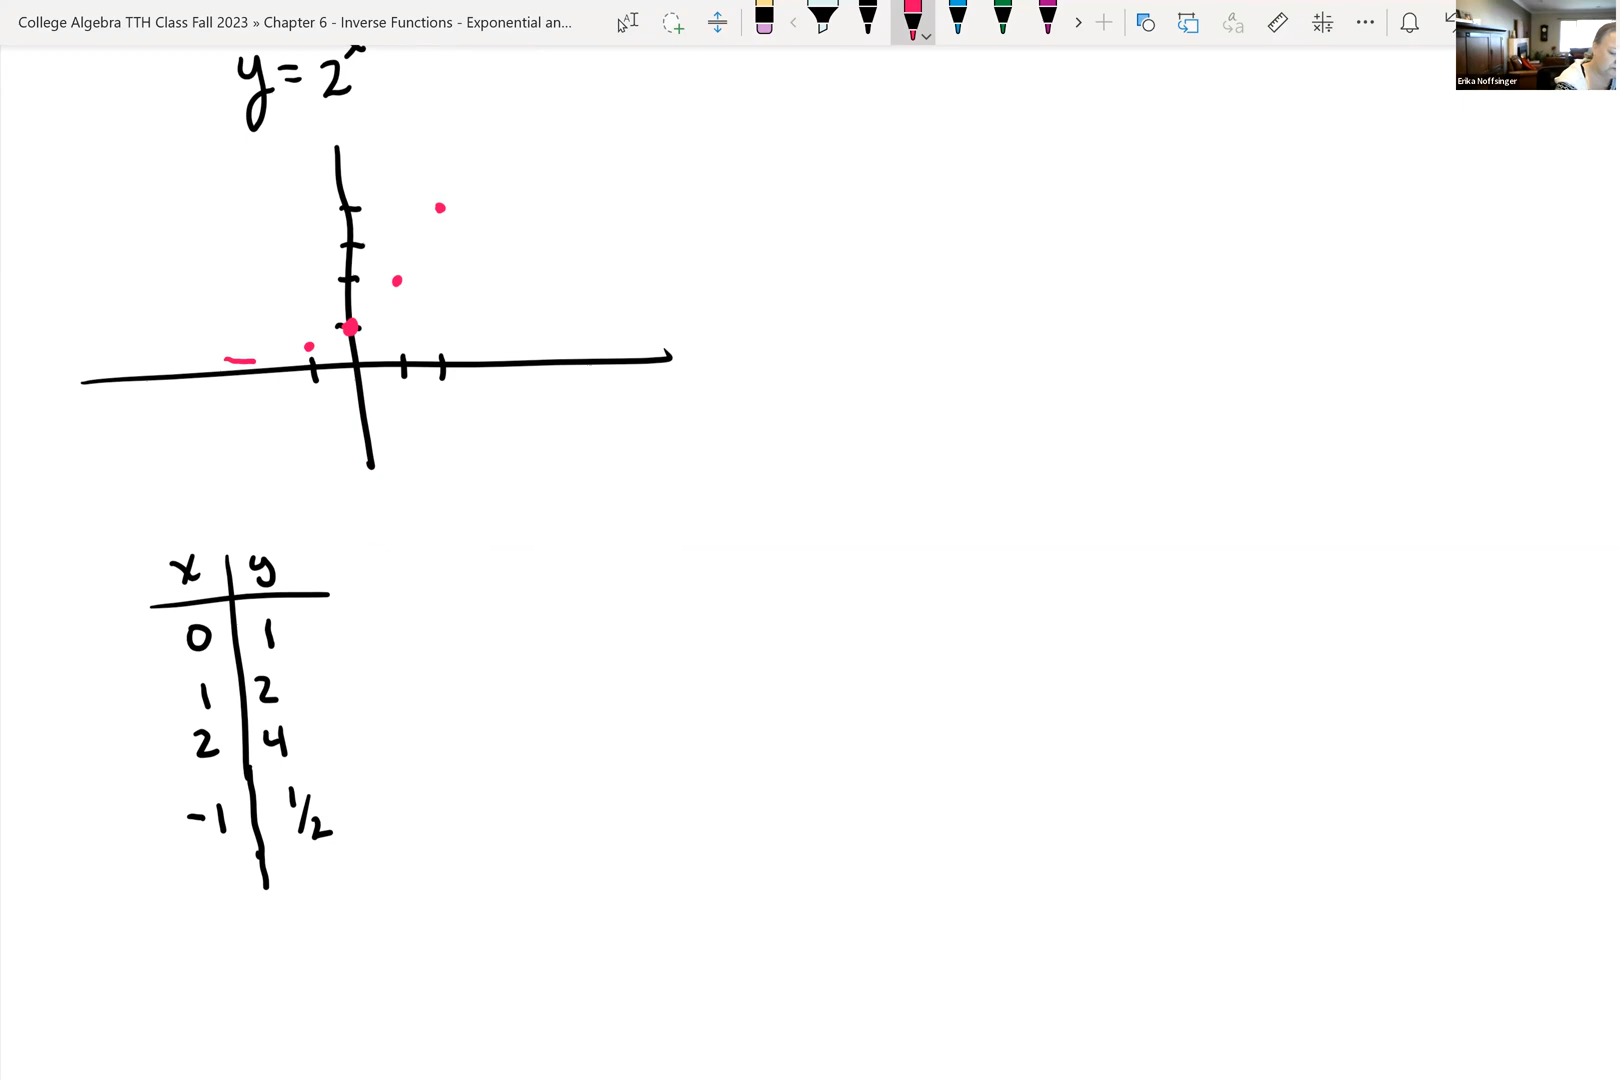 College Algebra TTH Class Fall 2023 » Chapter 6 - Inverse Functions - Exponential an...
Erika Noffsinger
y = 2^x
x y
0 1
1 2
2 4
-1 1/2